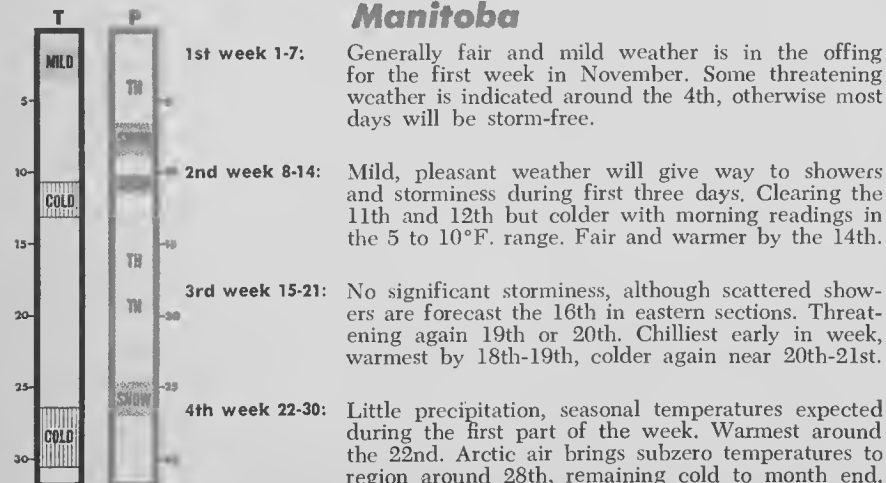 Manitoba
T P
MILD
TH
5-
10-
COLD
15-
TH
TH
20-
25-
SNOW
COLD
30-
1st week 1-7: Generally fair and mild weather is in the offing
for the first week in November. Some threatening
weather is indicated around the 4th, otherwise most
days will be storm-free.
2nd week 8-14: Mild, pleasant weather will give way to showers
and storminess during first three days. Clearing the
11th and 12th but colder with morning readings in
the 5 to 10°F. range. Fair and warmer by the 14th.
3rd week 15-21: No significant storminess, although scattered show-
ers are forecast the 16th in eastern sections. Threat-
ening again 19th or 20th. Chilliest early in week,
warmest by 18th-19th, colder again near 20th-21st.
4th week 22-30: Little precipitation, seasonal temperatures expected
during the first part of the week. Warmest around
the 22nd. Arctic air brings subzero temperatures to
region around 28th, remaining cold to month end.